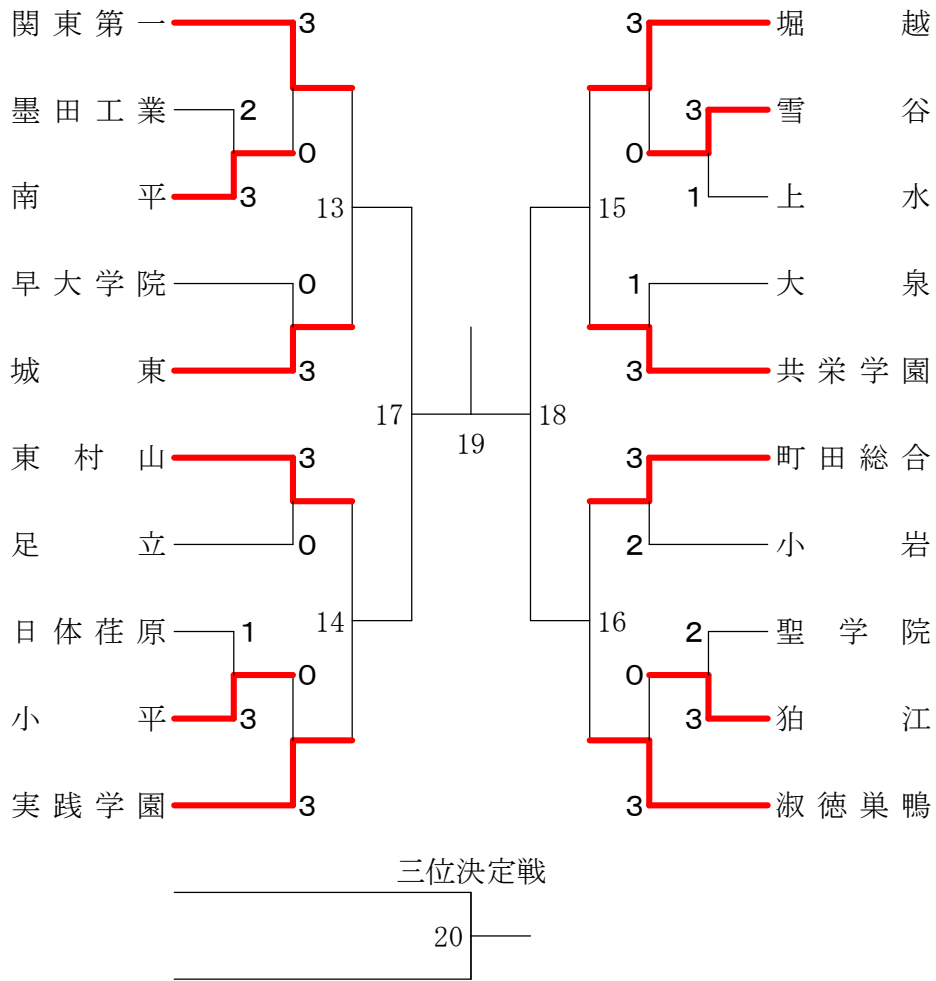 関東第一 3 3 堀越
墨田工業 2 3 雪谷
0 0
南平 3 1 上水
13 15
早大学院 0 1 大泉
城東 3 3 共栄学園
17 18
19
東村山 3 3 町田総合
足立 0 2 小岩
14 16
日体荏原 1 2 聖学院
0 0
小平 3 3 狛江
実践学園 3 3 淑徳巣鴨
三位決定戦
20